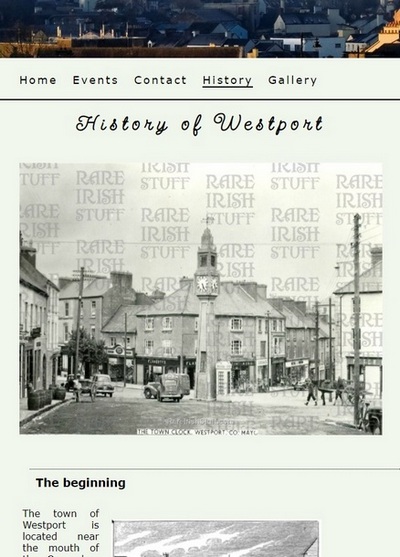 Home Events Contact History Gallery
History of Westport
RARE IRISH STUFF
THE TOWN CLOCK, WESTPORT, CO. MAYO
The beginning
The town of
Westport is
located near
the mouth of